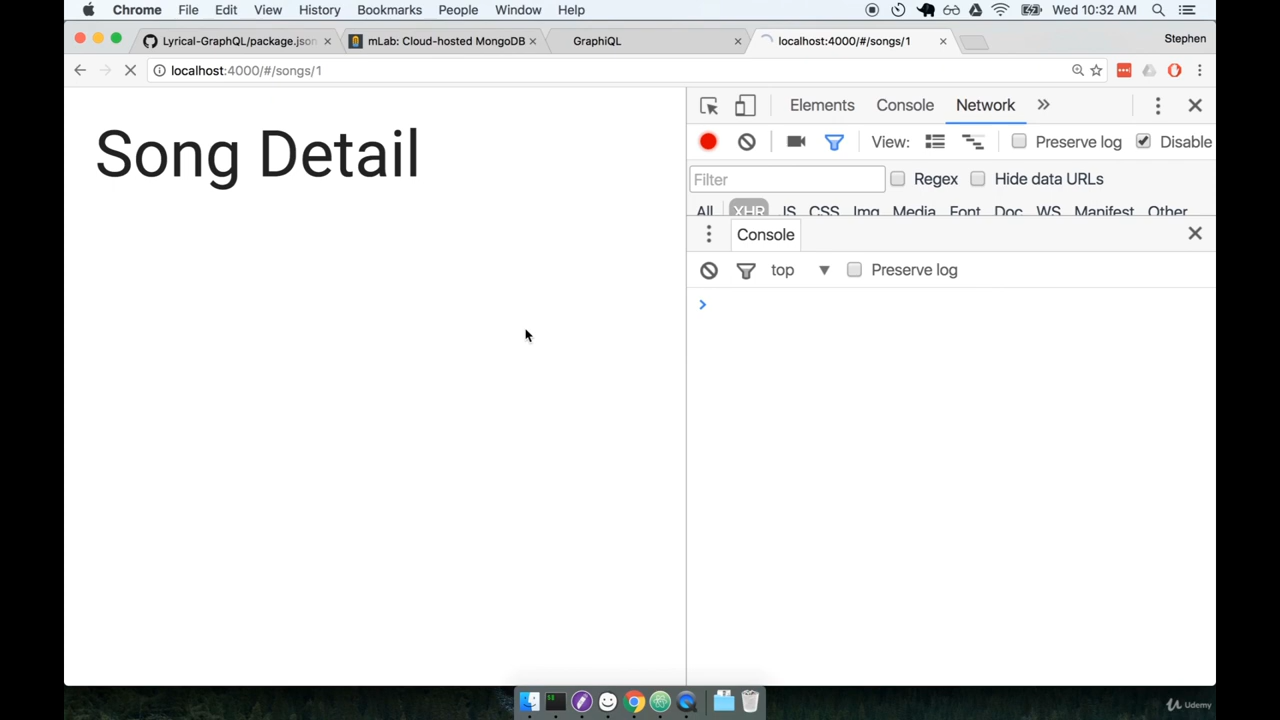 Chrome File Edit View History Bookmarks People Window Help Wed 10:32 AM
Lyrical-GraphQL/package.json mLab: Cloud-hosted MongoDB GraphiQL localhost:4000/#/songs/1 Stephen
localhost:4000/#/songs/1
Song Detail
Elements Console Network
View: Preserve log Disable
Filter Regex Hide data URLs
All XHR JS CSS Img Media Font Doc WS Manifest Other
Console
top Preserve log
Udemy